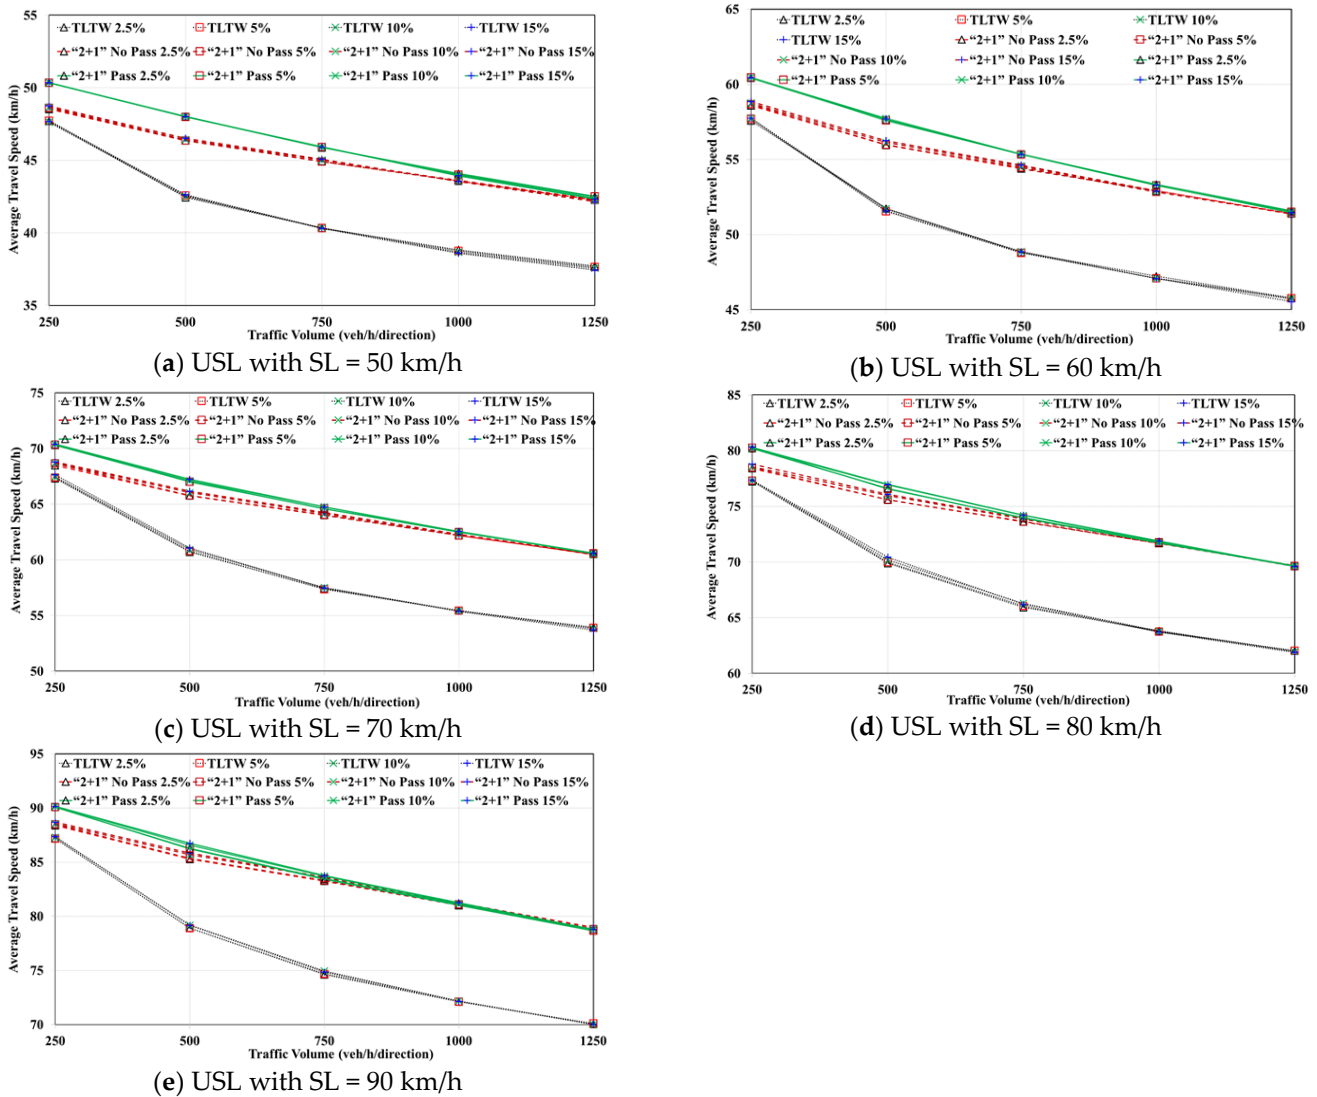 TLTW 2.5% TLTW 5% TLTW 10% TLTW 15%
“2+1” No Pass 2.5% “2+1” No Pass 5% “2+1” No Pass 10% “2+1” No Pass 15%
“2+1” Pass 2.5% “2+1” Pass 5% “2+1” Pass 10% “2+1” Pass 15%
55
50
45
40
35
Average Travel Speed (km/h)
250 500 750 1000 1250
Traffic Volume (veh/h/direction)
(a) USL with SL = 50 km/h
TLTW 2.5% TLTW 5% TLTW 10%
TLTW 15% “2+1” No Pass 2.5% “2+1” No Pass 5%
“2+1” No Pass 10% “2+1” No Pass 15% “2+1” Pass 2.5%
“2+1” Pass 5% “2+1” Pass 10% “2+1” Pass 15%
65
60
55
50
45
Average Travel Speed (km/h)
250 500 750 1000 1250
Traffic Volume (veh/h/direction)
(b) USL with SL = 60 km/h
TLTW 2.5% TLTW 5% TLTW 10% TLTW 15%
“2+1” No Pass 2.5% “2+1” No Pass 5% “2+1” No Pass 10% “2+1” No Pass 15%
“2+1” Pass 2.5% “2+1” Pass 5% “2+1” Pass 10% “2+1” Pass 15%
75
70
65
60
55
50
Average Travel Speed (km/h)
250 500 750 1000 1250
Traffic Volume (veh/h/direction)
(c) USL with SL = 70 km/h
TLTW 2.5% TLTW 5% TLTW 10% TLTW 15%
“2+1” No Pass 2.5% “2+1” No Pass 5% “2+1” No Pass 10% “2+1” No Pass 15%
“2+1” Pass 2.5% “2+1” Pass 5% “2+1” Pass 10% “2+1” Pass 15%
85
80
75
70
65
60
Average Travel Speed (km/h)
250 500 750 1000 1250
Traffic Volume (veh/h/direction)
(d) USL with SL = 80 km/h
TLTW 2.5% TLTW 5% TLTW 10% TLTW 15%
“2+1” No Pass 2.5% “2+1” No Pass 5% “2+1” No Pass 10% “2+1” No Pass 15%
“2+1” Pass 2.5% “2+1” Pass 5% “2+1” Pass 10% “2+1” Pass 15%
95
90
85
80
75
70
Average Travel Speed (km/h)
250 500 750 1000 1250
Traffic Volume (veh/h/direction)
(e) USL with SL = 90 km/h